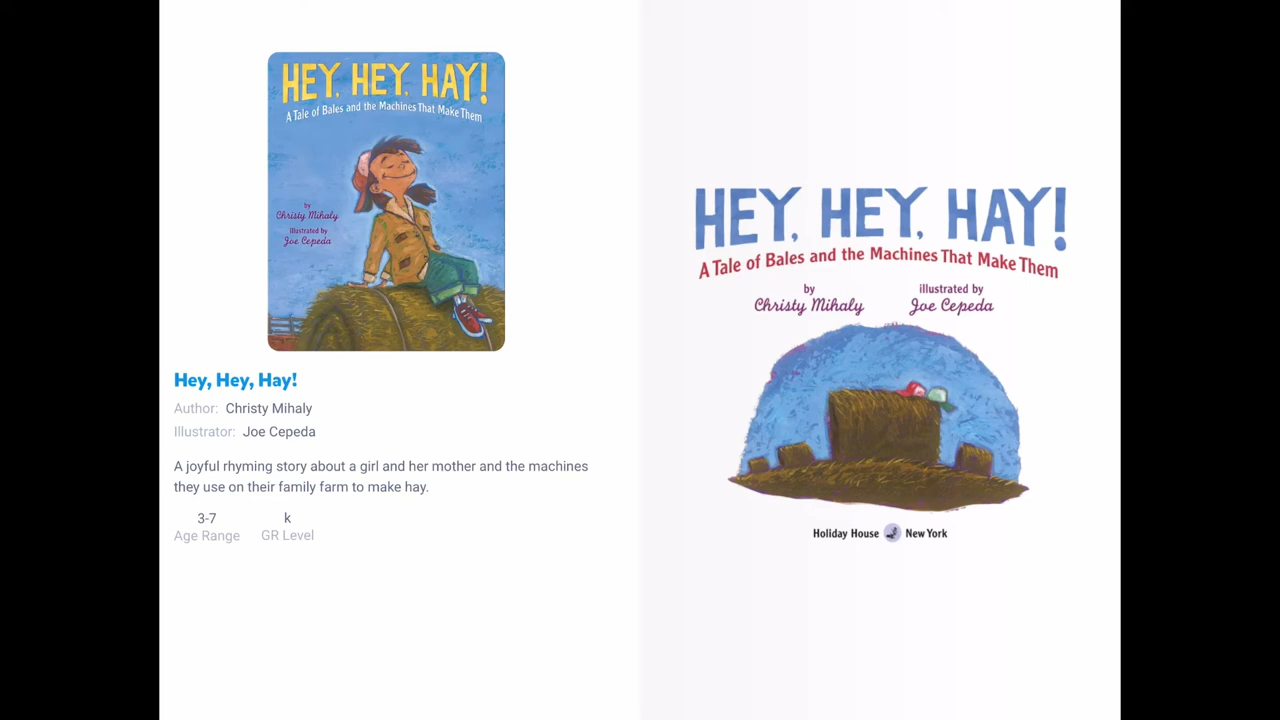 HEY, HEY, HAY!
A Tale of Bales and the Machines That Make Them
by
Christy Mihaly
illustrated by
Joe Cepeda
Hey, Hey, Hay!
Author: Christy Mihaly
Illustrator: Joe Cepeda
A joyful rhyming story about a girl and her mother and the machines
they use on their family farm to make hay.
3-7 k
Age Range GR Level
HEY, HEY, HAY!
A Tale of Bales and the Machines That Make Them
by illustrated by
Christy Mihaly Joe Cepeda
Holiday House New York